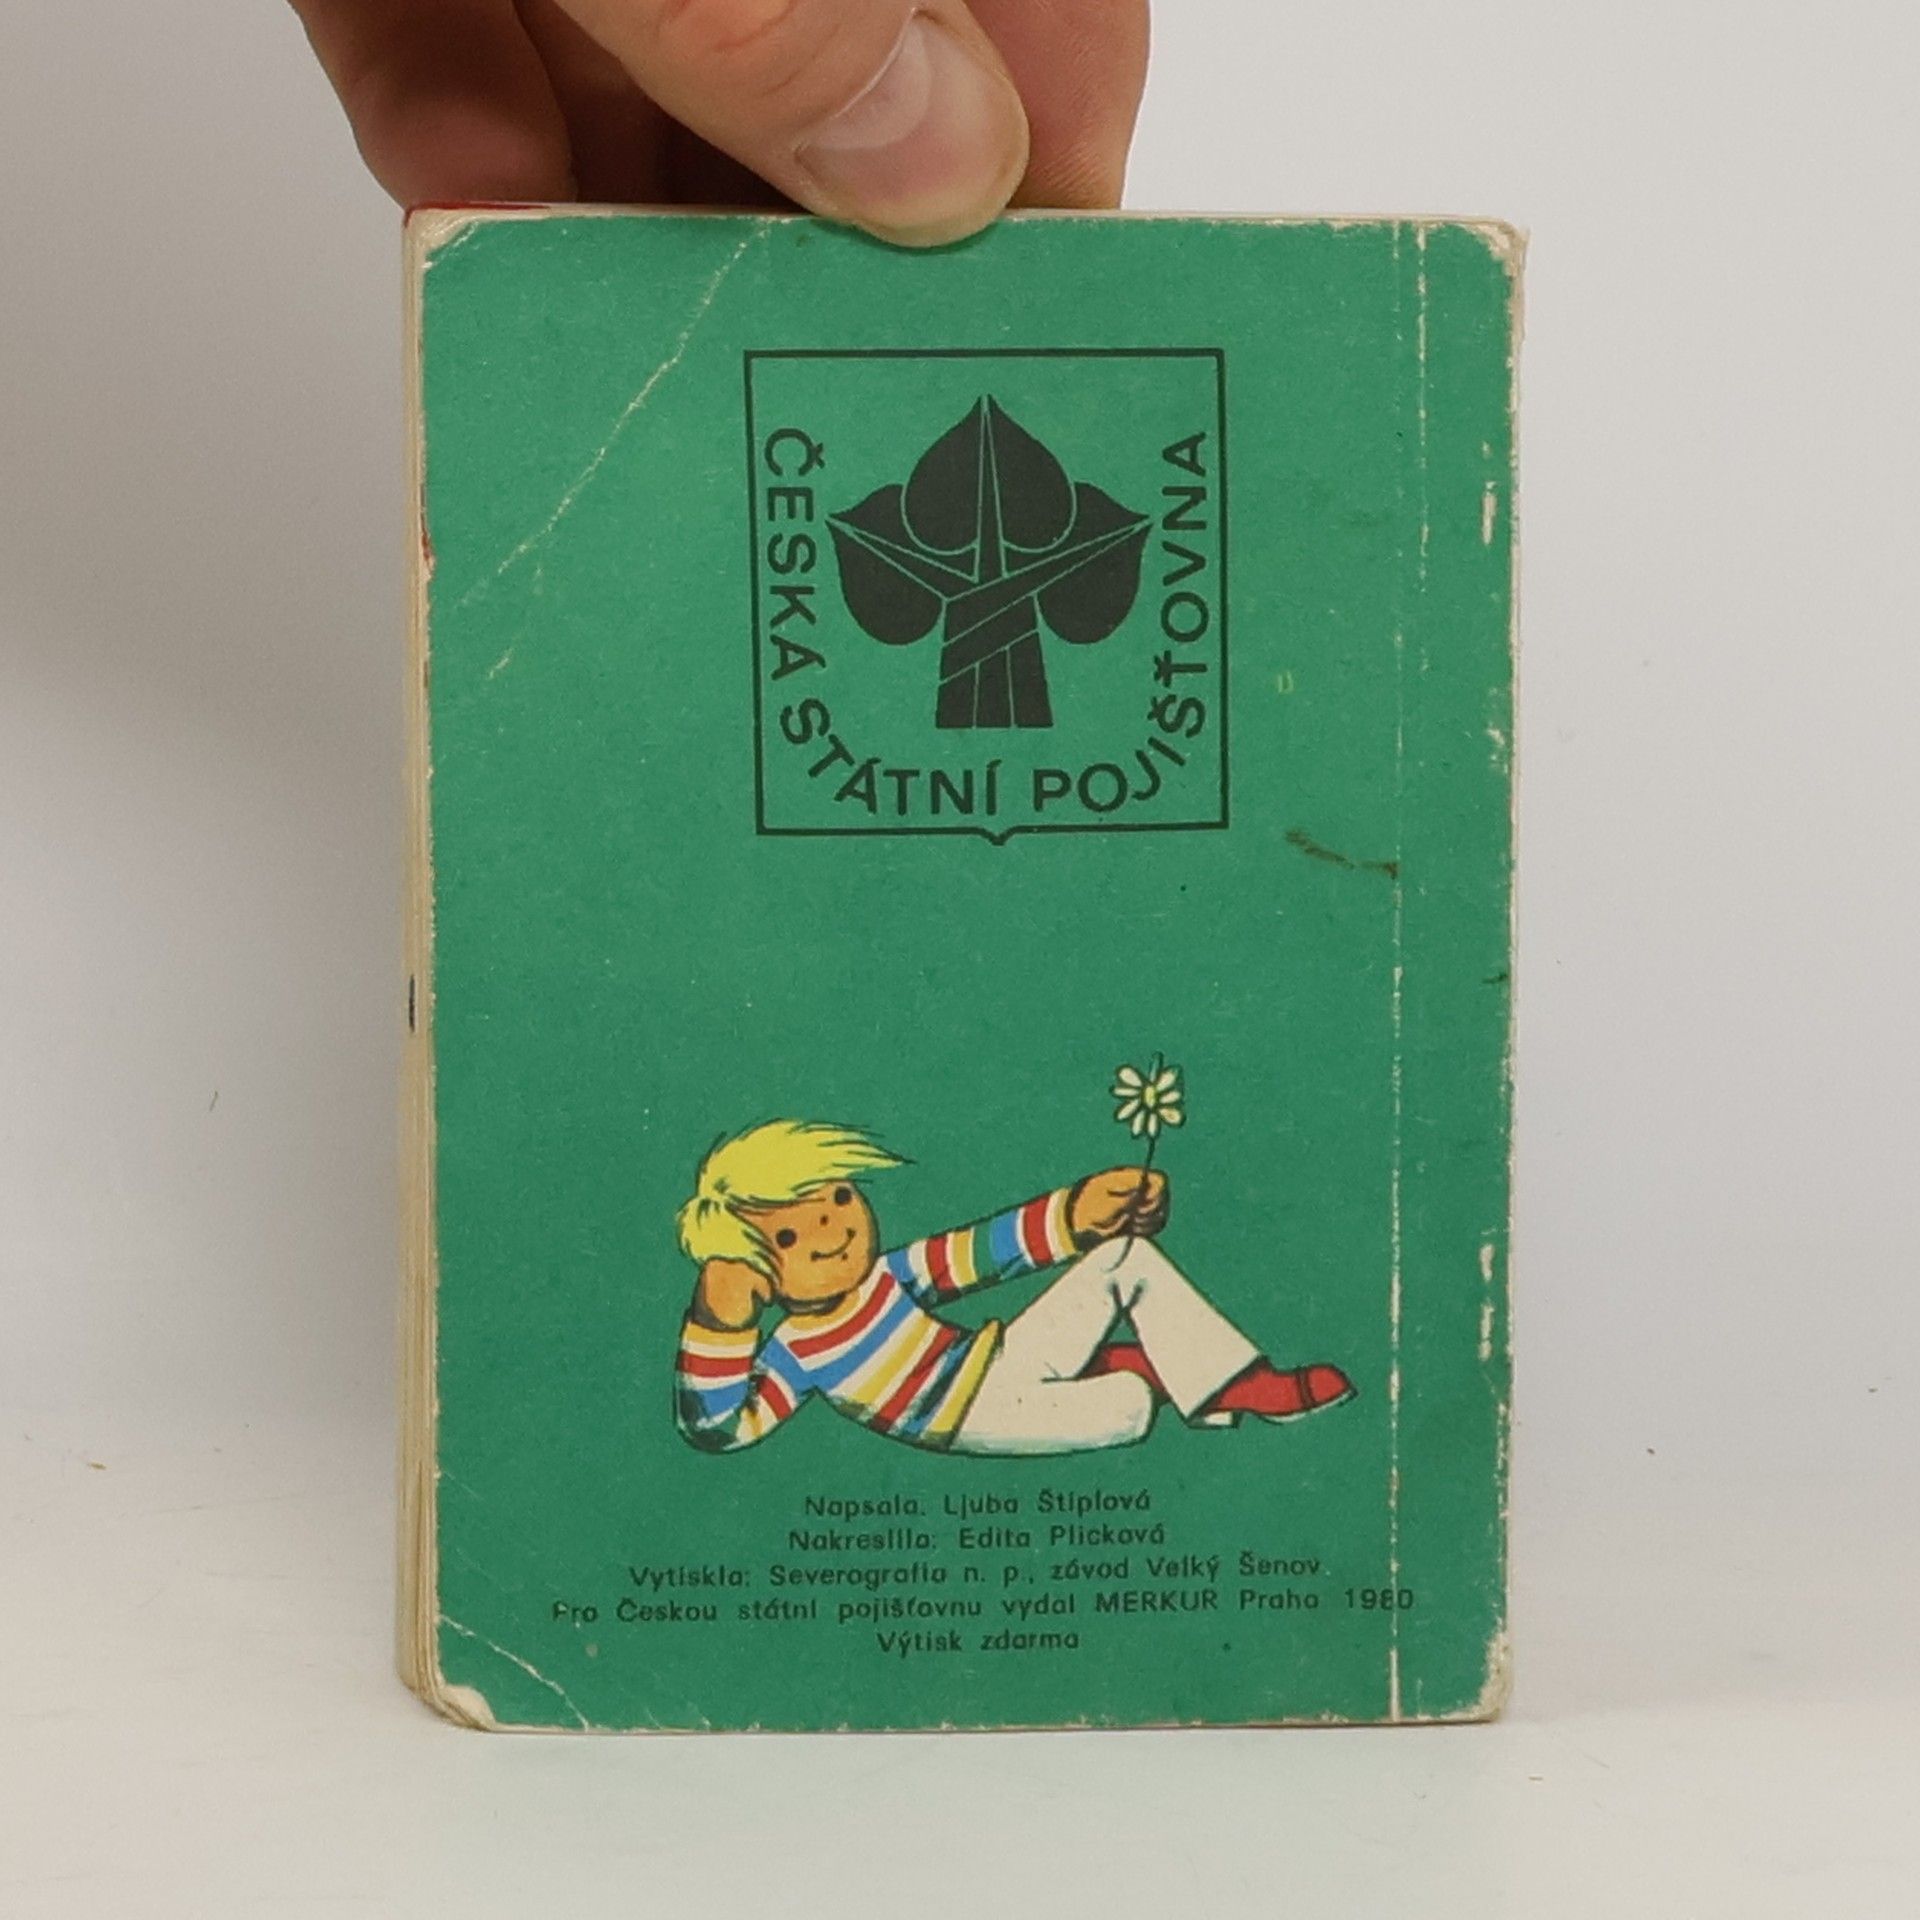 ČESKÁ STÁTNÍ POJIŠŤOVNA
Napsala: Ljuba Štíplová
Nakreslila: Edita Plicková
Vytiskla: Severografia n. p., závod Velký Šenov.
Pro Českou státní pojišťovnu vydal MERKUR Praha 1980
Výtisk zdarma